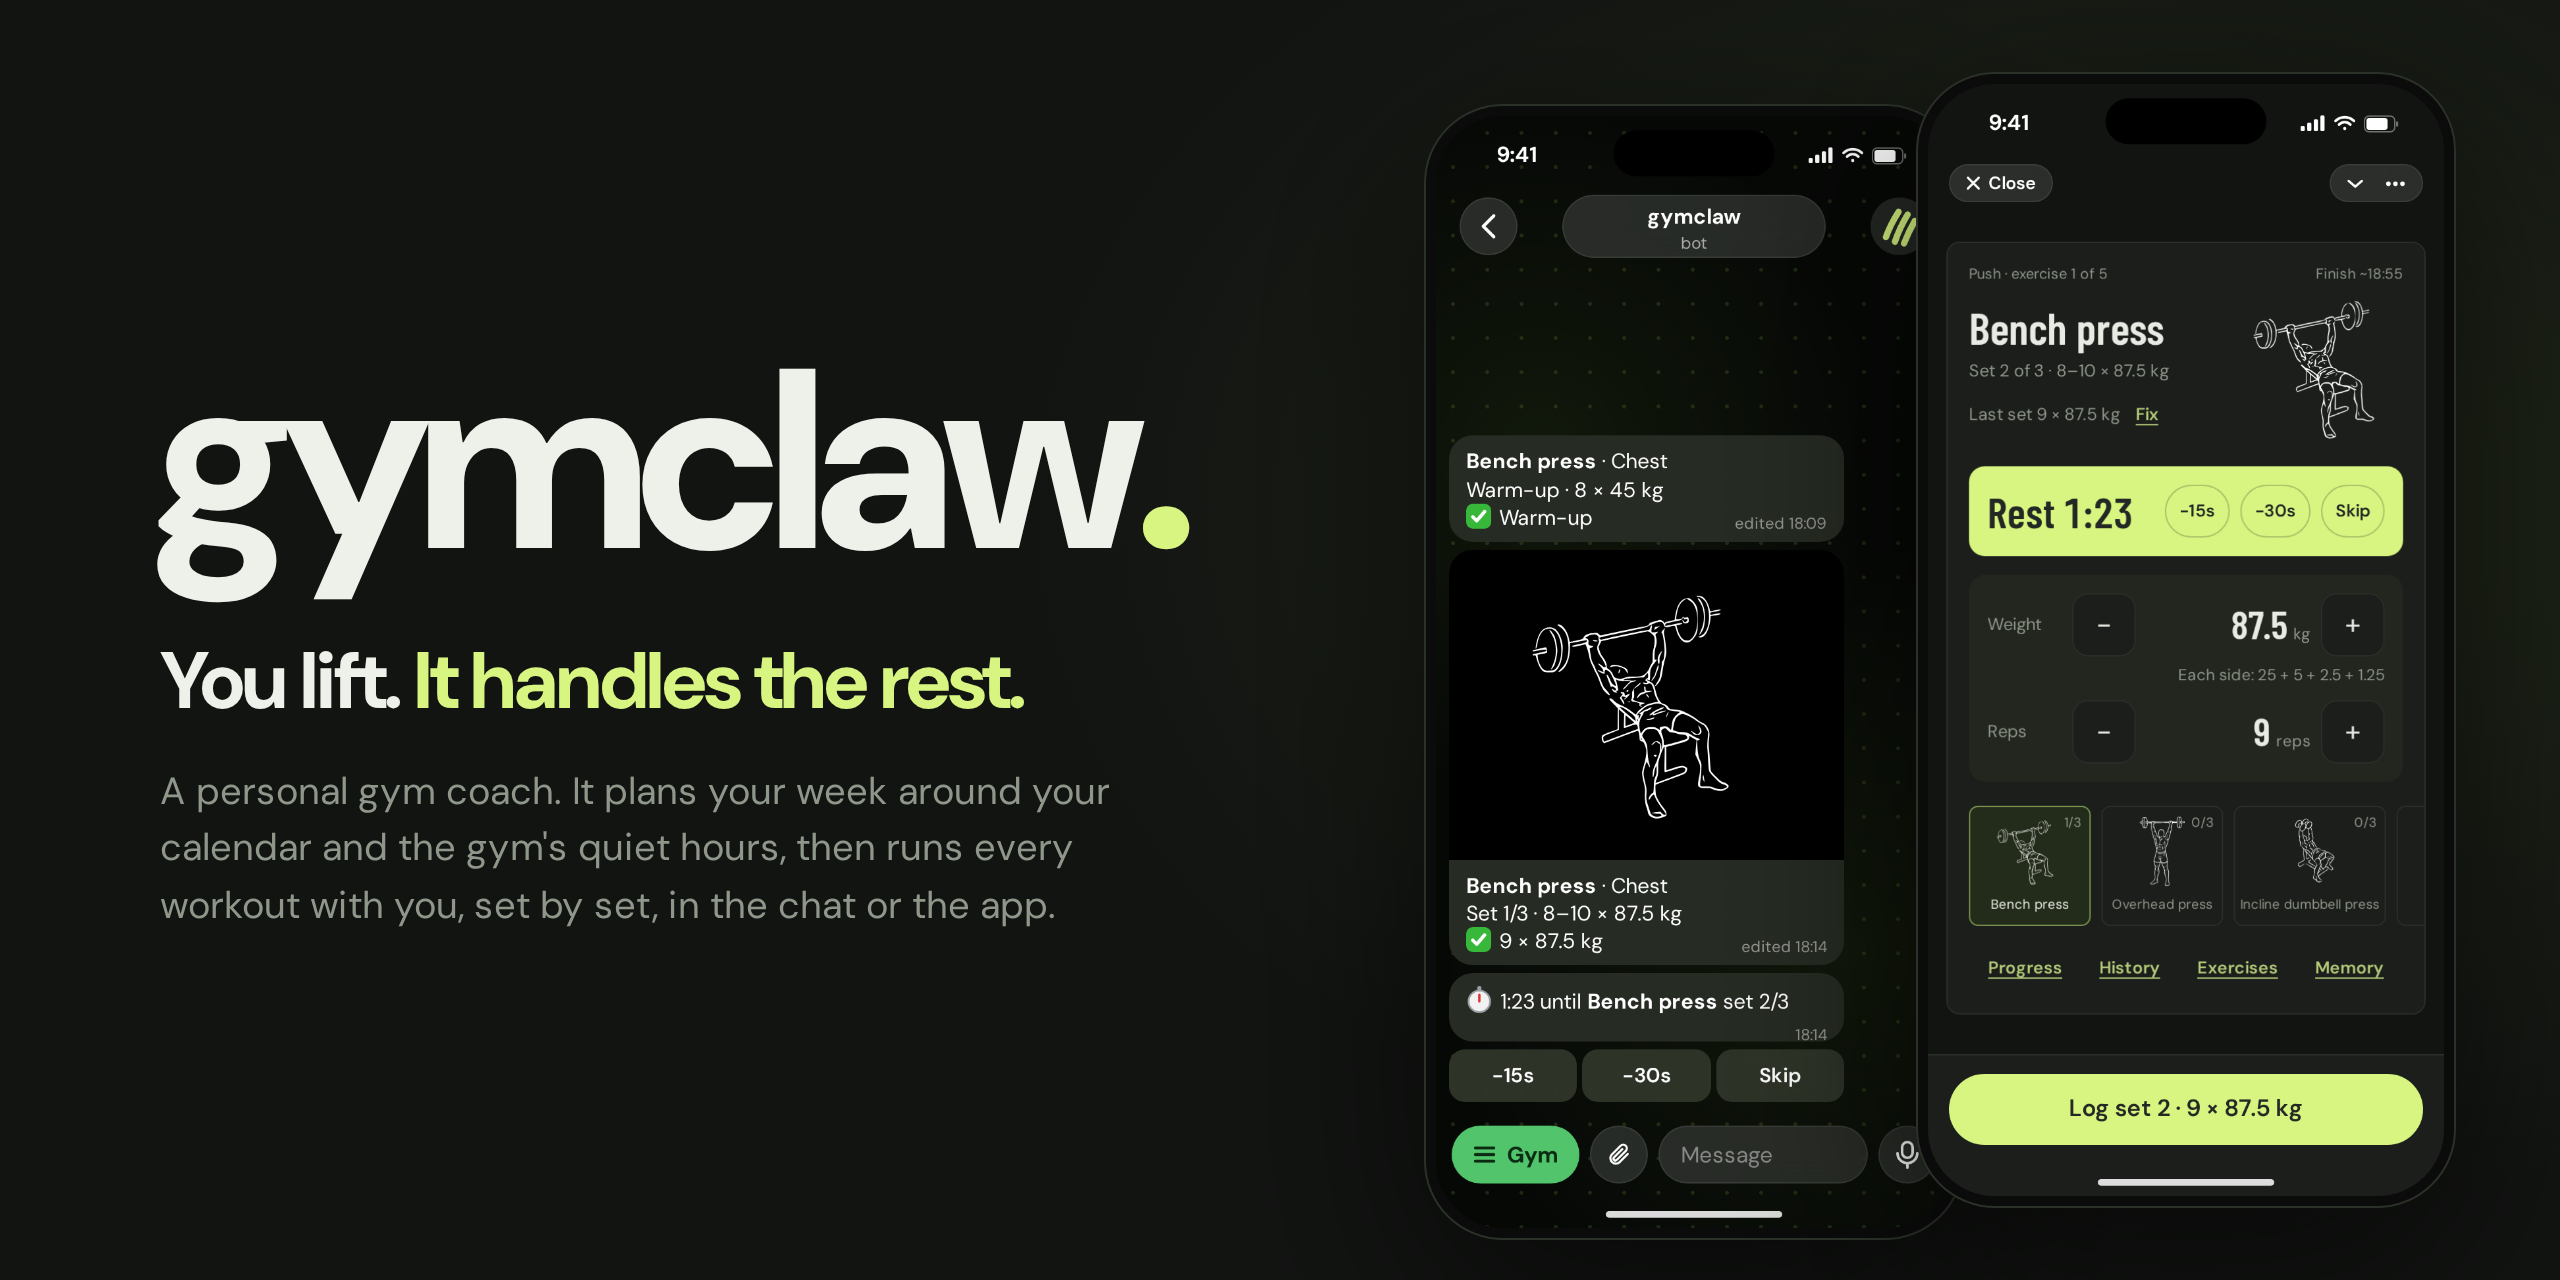 gymclaw.
You lift. It handles the rest.
A personal gym coach. It plans your week around your
calendar and the gym's quiet hours, then runs every
workout with you, set by set, in the chat or the app.
9:41
gymclaw
bot
Bench press · Chest
Warm-up · 8 × 45 kg
✅ Warm-up
edited 18:09
Bench press · Chest
Set 1/3 · 8–10 × 87.5 kg
✅ 9 × 87.5 kg
edited 18:14
⏱ 1:23 until Bench press set 2/3
18:14
-15s -30s Skip
Gym Message
9:41
Close
Push · exercise 1 of 5 Finish ~18:55
Bench press
Set 2 of 3 · 8–10 × 87.5 kg
Last set 9 × 87.5 kg Fix
Rest 1:23 -15s -30s Skip
Weight − 87.5 kg +
Each side: 25 + 5 + 2.5 + 1.25
Reps − 9 reps +
1/3 0/3 0/3
Bench press Overhead press Incline dumbbell press
Progress History Exercises Memory
Log set 2 · 9 × 87.5 kg